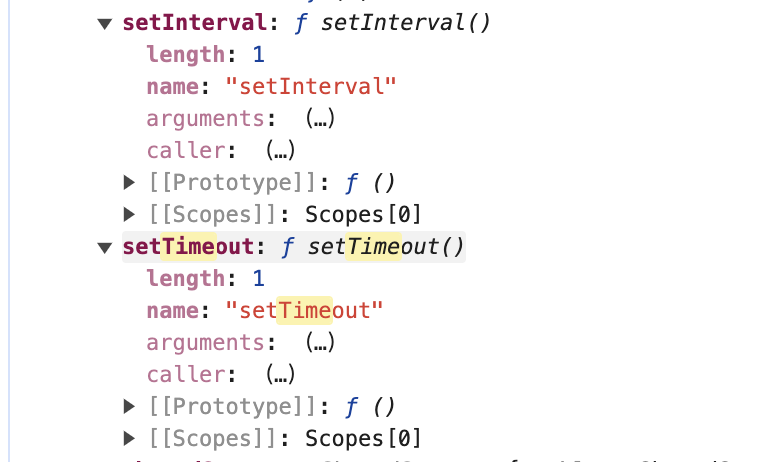 setInterval: ƒ setInterval()
length: 1
name: "setInterval"
arguments: (…)
caller: (…)
[[Prototype]]: ƒ ()
[[Scopes]]: Scopes[0]
setTimeout: ƒ setTimeout()
length: 1
name: "setTimeout"
arguments: (…)
caller: (…)
[[Prototype]]: ƒ ()
[[Scopes]]: Scopes[0]